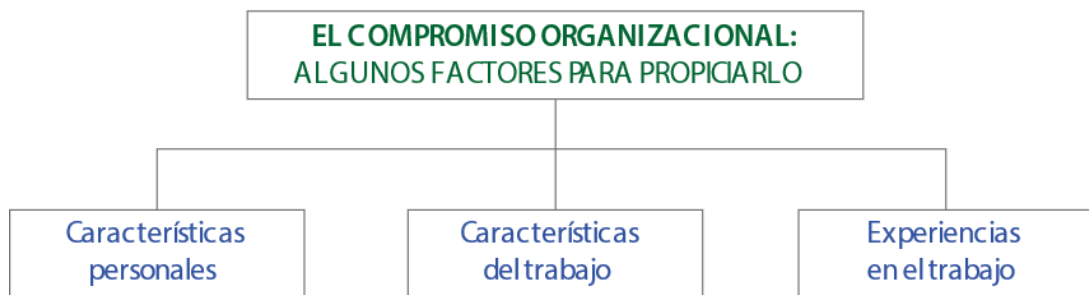 EL COMPROMISO ORGANIZACIONAL:
ALGUNOS FACTORES PARA PROPICIARLO
Características
personales
Características
del trabajo
Experiencias
en el trabajo